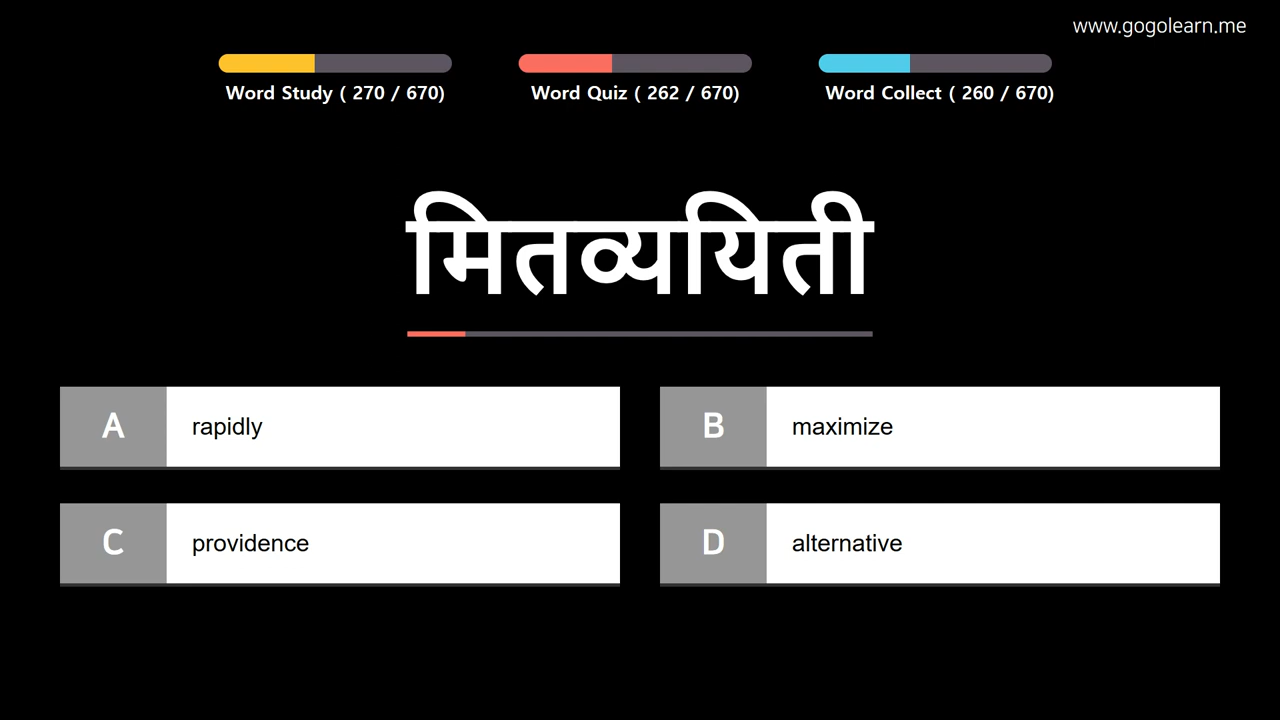 www.gogolearn.me
Word Study ( 270 / 670)
Word Quiz ( 262 / 670)
Word Collect ( 260 / 670)
मितव्ययिती
A rapidly
B maximize
C providence
D alternative